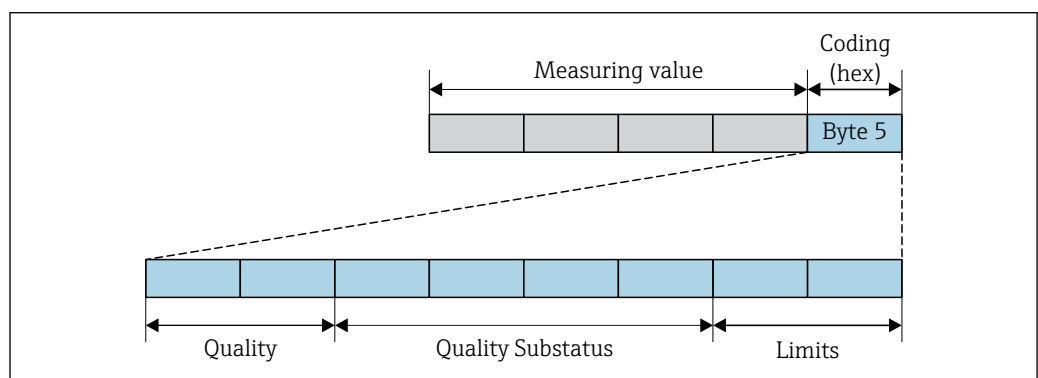 Coding
(hex)
Measuring value
Byte 5
Quality
Quality Substatus
Limits